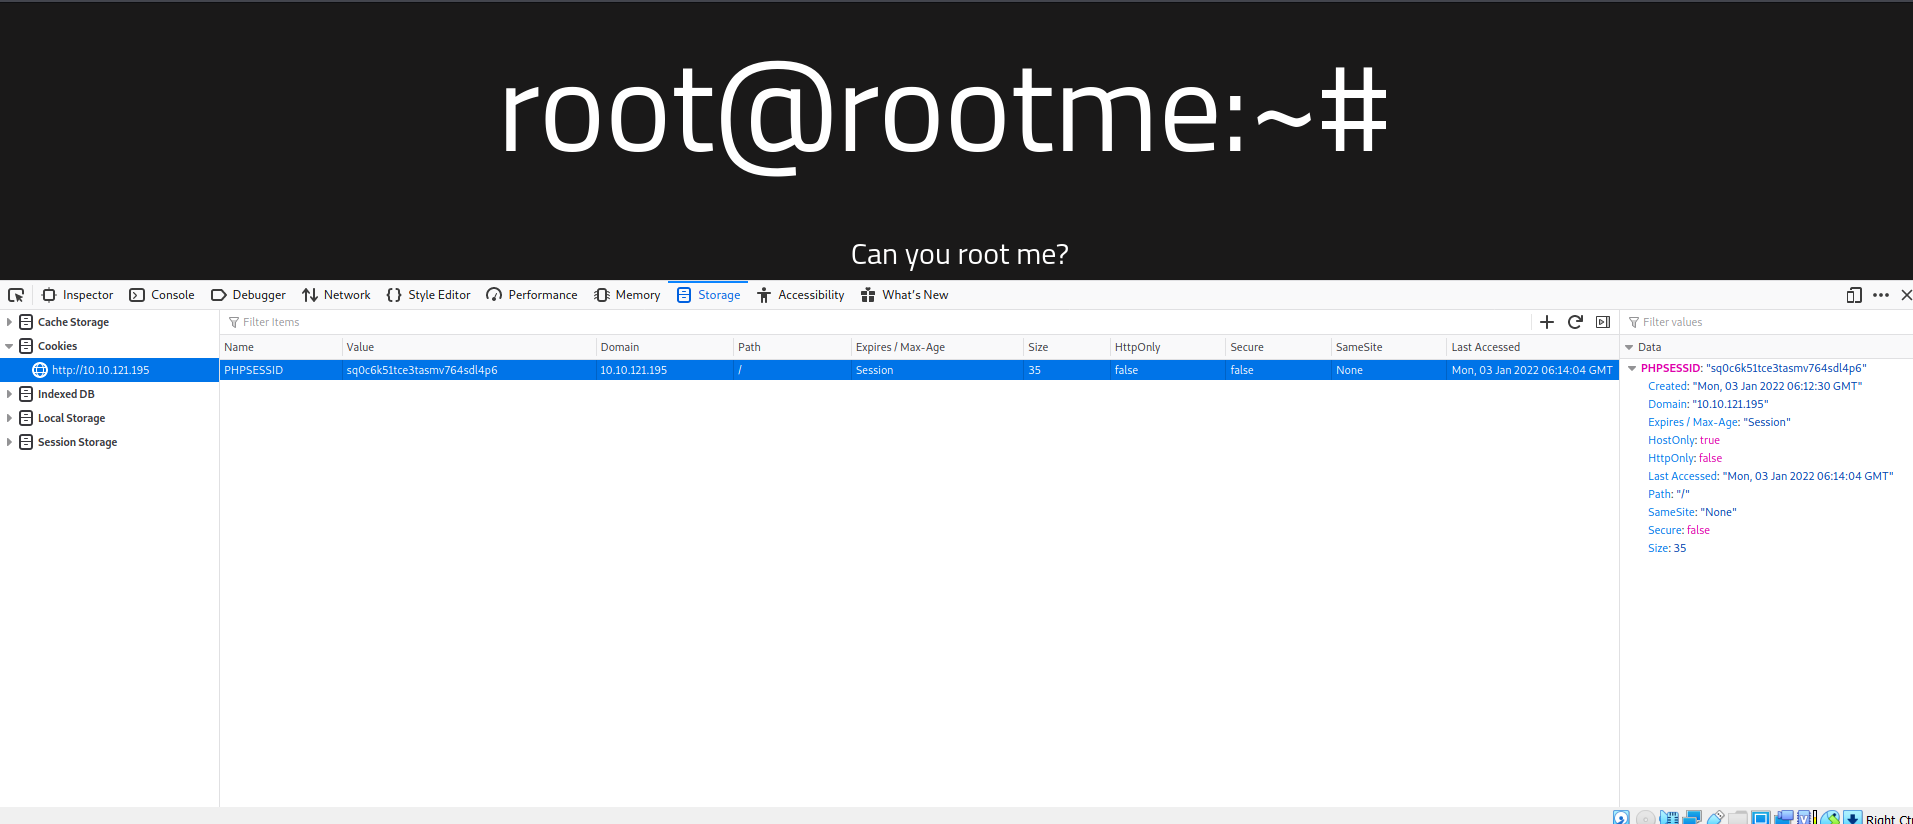 root@rootme:~#
Can you root me?
Inspector Console Debugger Network Style Editor Performance Memory Storage Accessibility What's New
Cache Storage
Cookies
http://10.10.121.195
Indexed DB
Local Storage
Session Storage
Filter Items
Name Value Domain Path Expires / Max-Age Size HttpOnly Secure SameSite Last Accessed
PHPSESSID sq0c6k51tce3tasmv764sdl4p6 10.10.121.195 / Session 35 false false None Mon, 03 Jan 2022 06:14:04 GMT
Filter values
Data
PHPSESSID: "sq0c6k51tce3tasmv764sdl4p6"
Created: "Mon, 03 Jan 2022 06:12:30 GMT"
Domain: "10.10.121.195"
Expires / Max-Age: "Session"
HostOnly: true
HttpOnly: false
Last Accessed: "Mon, 03 Jan 2022 06:14:04 GMT"
Path: "/"
SameSite: "None"
Secure: false
Size: 35
Right